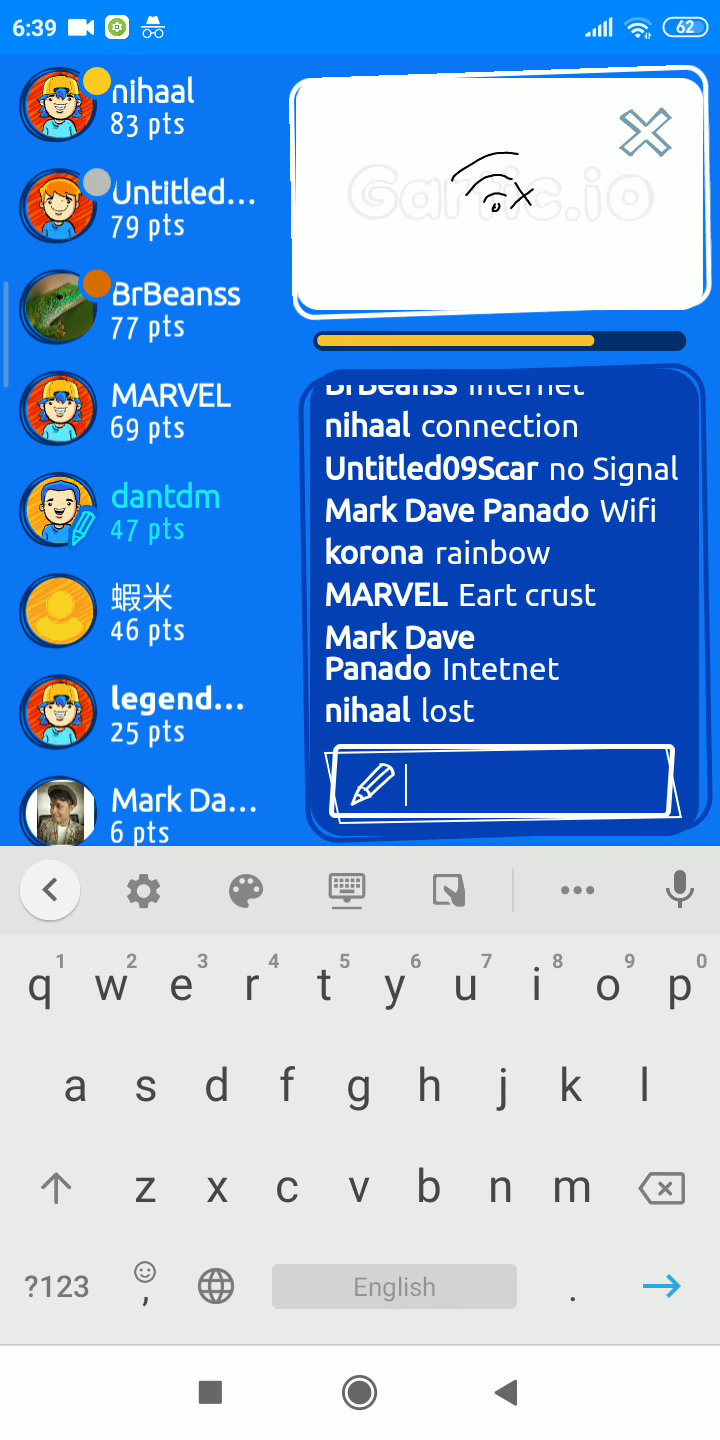 6:39
62
nihaal
83 pts
Untitled...
79 pts
BrBeanss
77 pts
MARVEL
69 pts
dantdm
47 pts
蝦米
46 pts
legend...
25 pts
Mark Da...
6 pts
Gartic.io
x
BrBeanss internet
nihaal connection
Untitled09Scar no Signal
Mark Dave Panado Wifi
korona rainbow
MARVEL Eart crust
Mark Dave
Panado Intetnet
nihaal lost
1 2 3 4 5 6 7 8 9 0
q w e r t y u i o p
a s d f g h j k l
z x c v b n m
?123 , English .